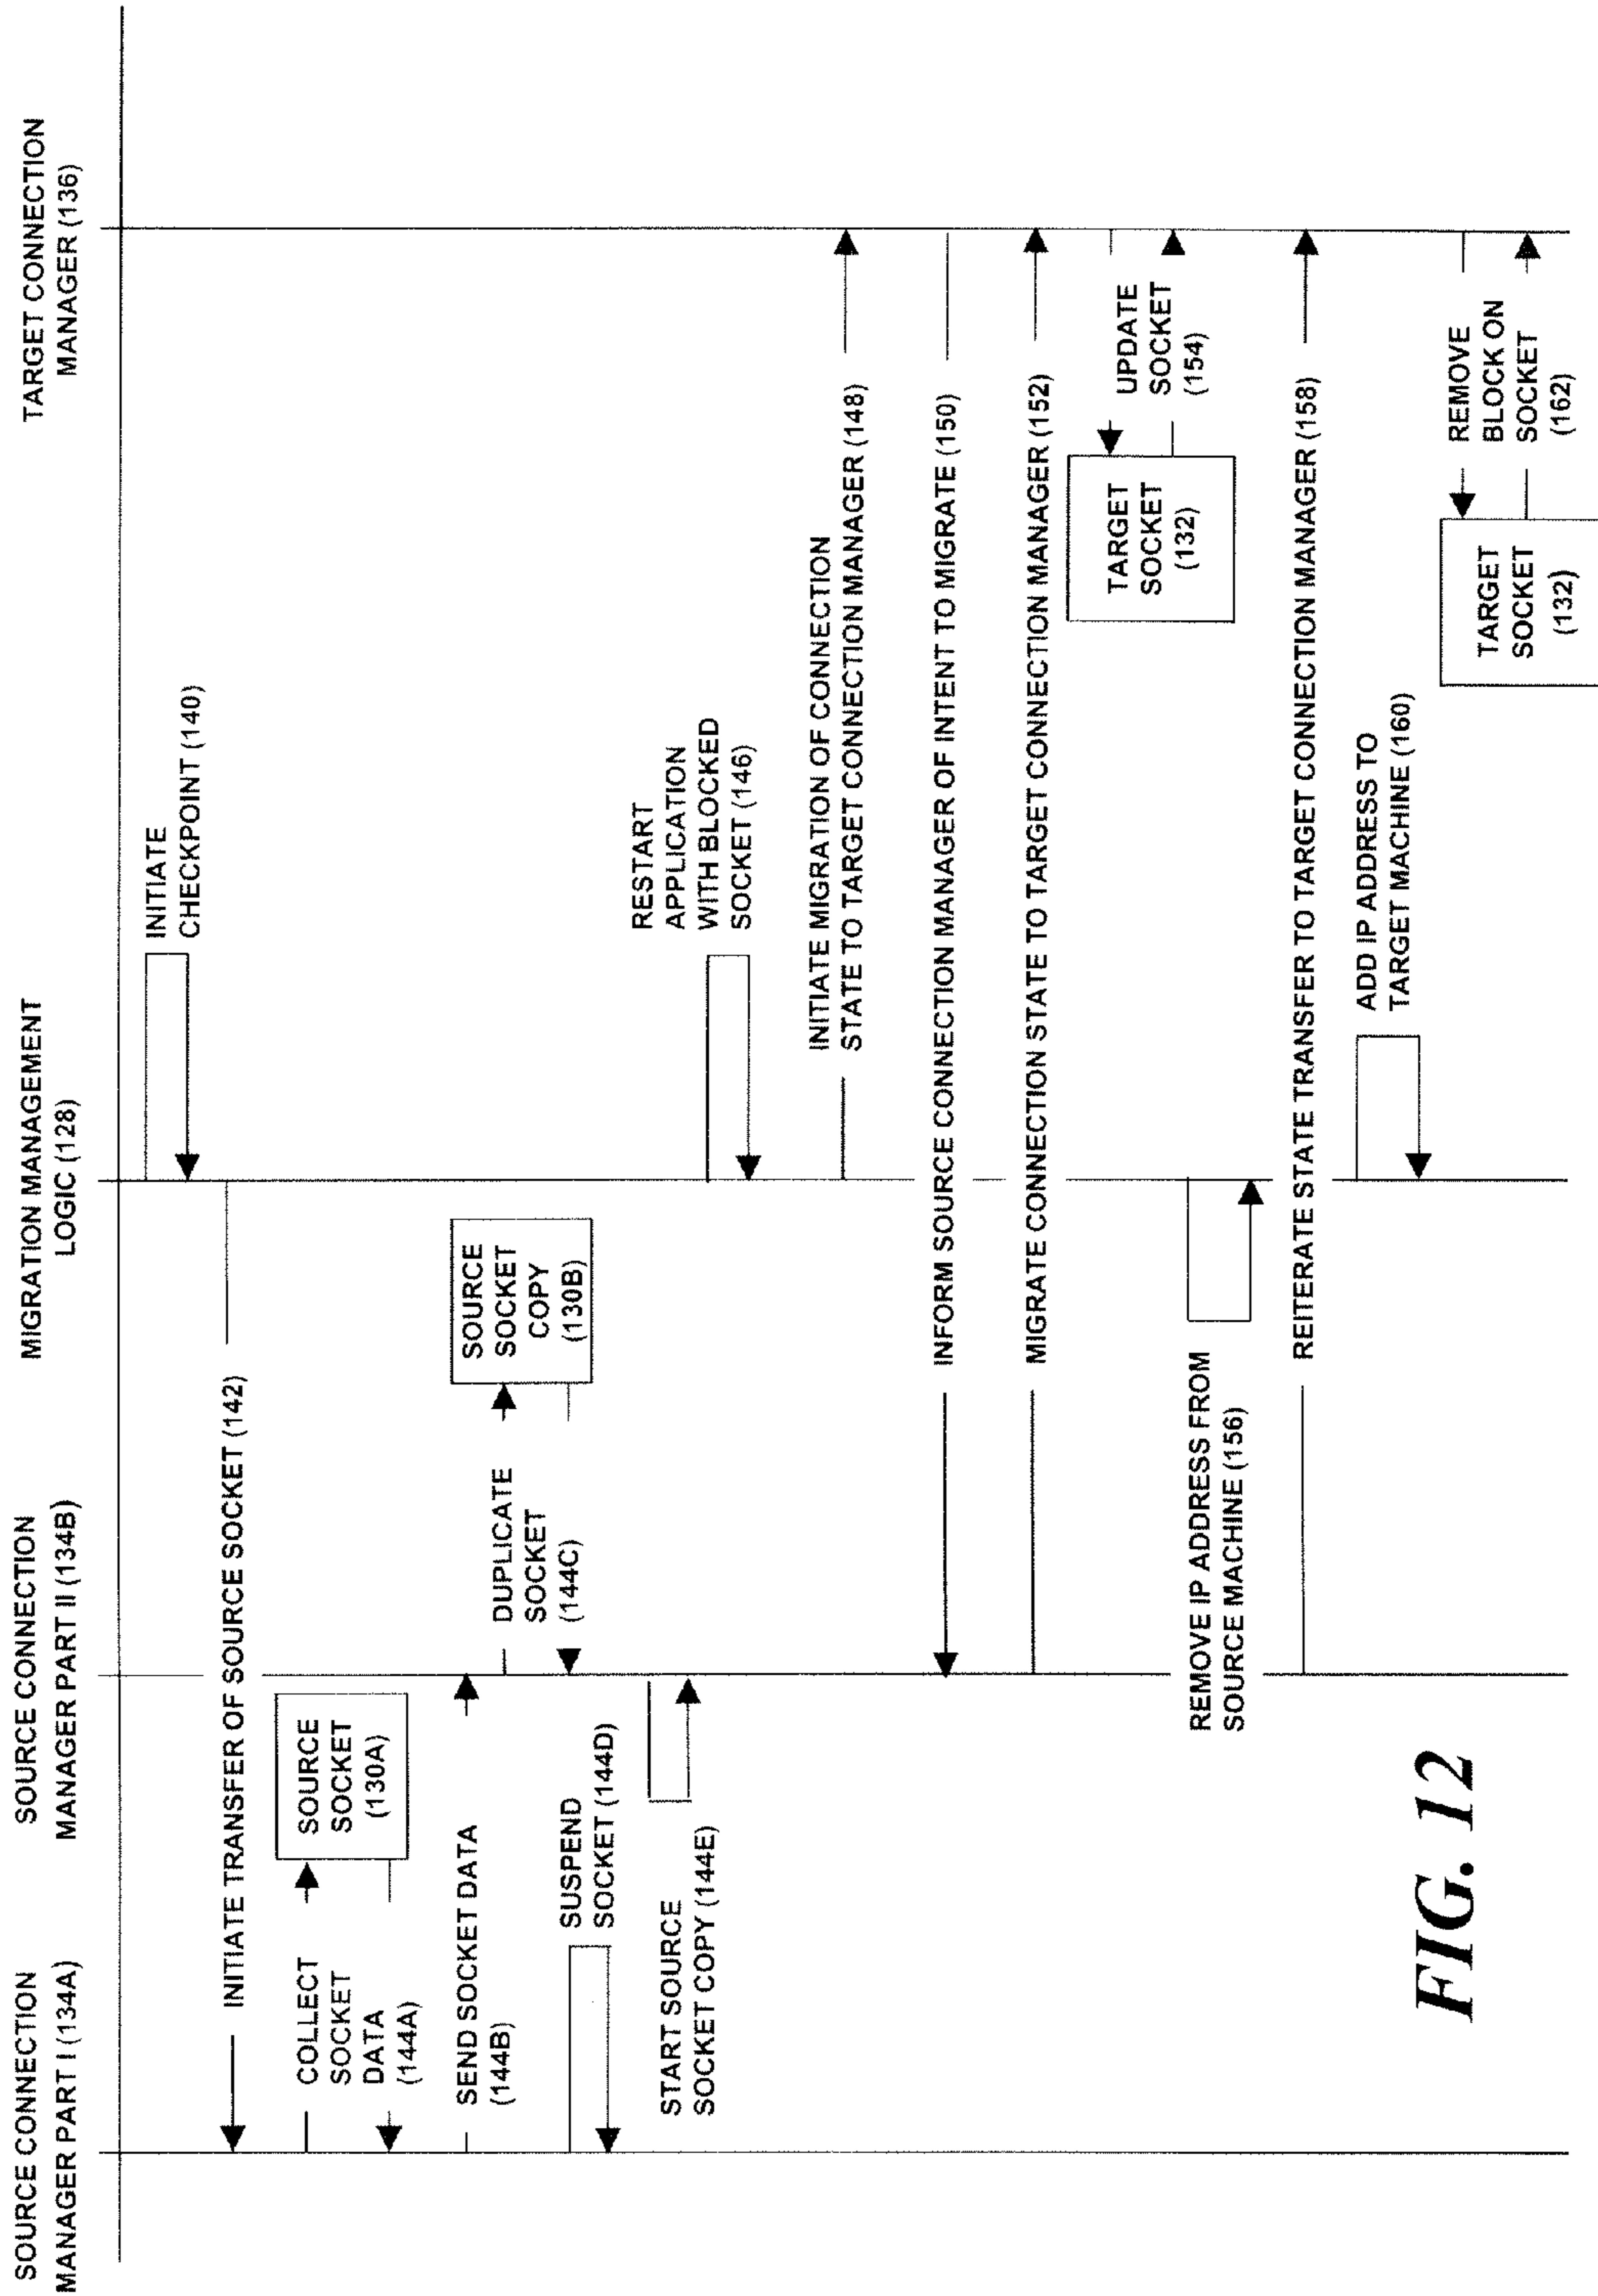 SOURCE CONNECTION
MANAGER PART I (134A)
SOURCE CONNECTION
MANAGER PART II (134B)
MIGRATION MANAGEMENT
LOGIC (128)
TARGET CONNECTION
MANAGER (136)
INITIATE
CHECKPOINT (140)
INITIATE TRANSFER OF SOURCE SOCKET (142)
COLLECT
SOCKET
DATA
(144A)
SOURCE
SOCKET
(130A)
SEND SOCKET DATA
(144B)
DUPLICATE
SOCKET
(144C)
SOURCE
SOCKET
COPY
(130B)
SUSPEND
SOCKET (144D)
START SOURCE
SOCKET COPY (144E)
RESTART
APPLICATION
WITH BLOCKED
SOCKET (146)
INITIATE MIGRATION OF CONNECTION
STATE TO TARGET CONNECTION MANAGER (148)
INFORM SOURCE CONNECTION MANAGER OF INTENT TO MIGRATE (150)
MIGRATE CONNECTION STATE TO TARGET CONNECTION MANAGER (152)
TARGET
SOCKET
(132)
UPDATE
SOCKET
(154)
REMOVE IP ADDRESS FROM
SOURCE MACHINE (156)
REITERATE STATE TRANSFER TO TARGET CONNECTION MANAGER (158)
ADD IP ADDRESS TO
TARGET MACHINE (160)
TARGET
SOCKET
(132)
REMOVE
BLOCK ON
SOCKET
(162)
FIG. 12